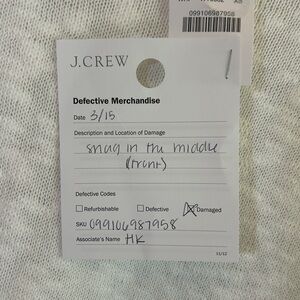 099106987958
J.CREW
Defective Merchandise
Date 3/15
Description and Location of Damage
snag in the middle
(front)
Defective Codes
Refurbishable Defective Damaged
SKU 099106987958
Associate's Name HK
11/12